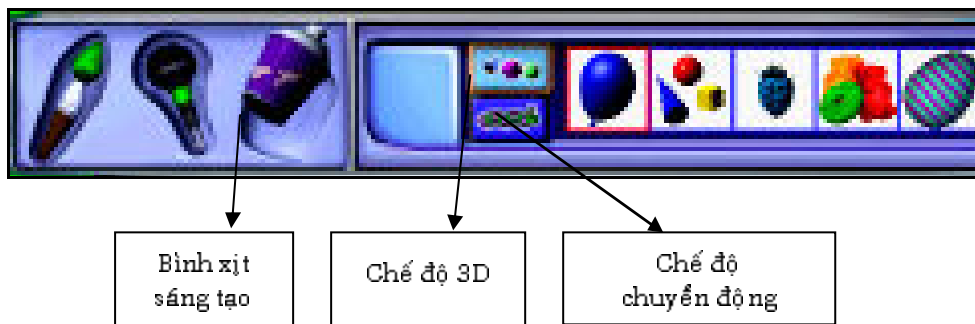 Bình xịt
sáng tạo
Chế độ 3D
Chế độ
chuyển động